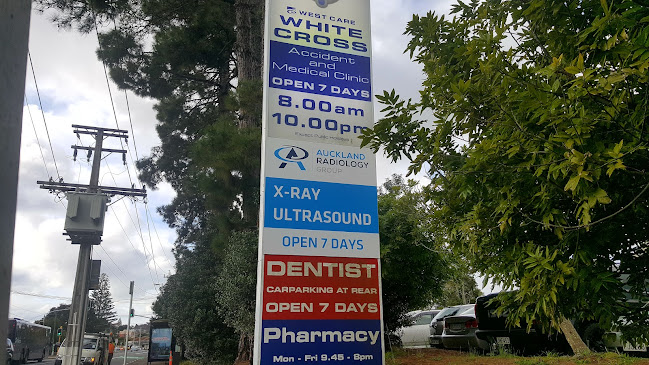 WEST CARE
WHITE
CROSS
Accident
and
Medical Clinic
OPEN 7 DAYS
8.00am
10.00pm
AUCKLAND
RADIOLOGY
GROUP
X-RAY
ULTRASOUND
OPEN 7 DAYS
DENTIST
CARPARKING AT REAR
OPEN 7 DAYS
Pharmacy
Mon - Fri 9.45 - 8pm